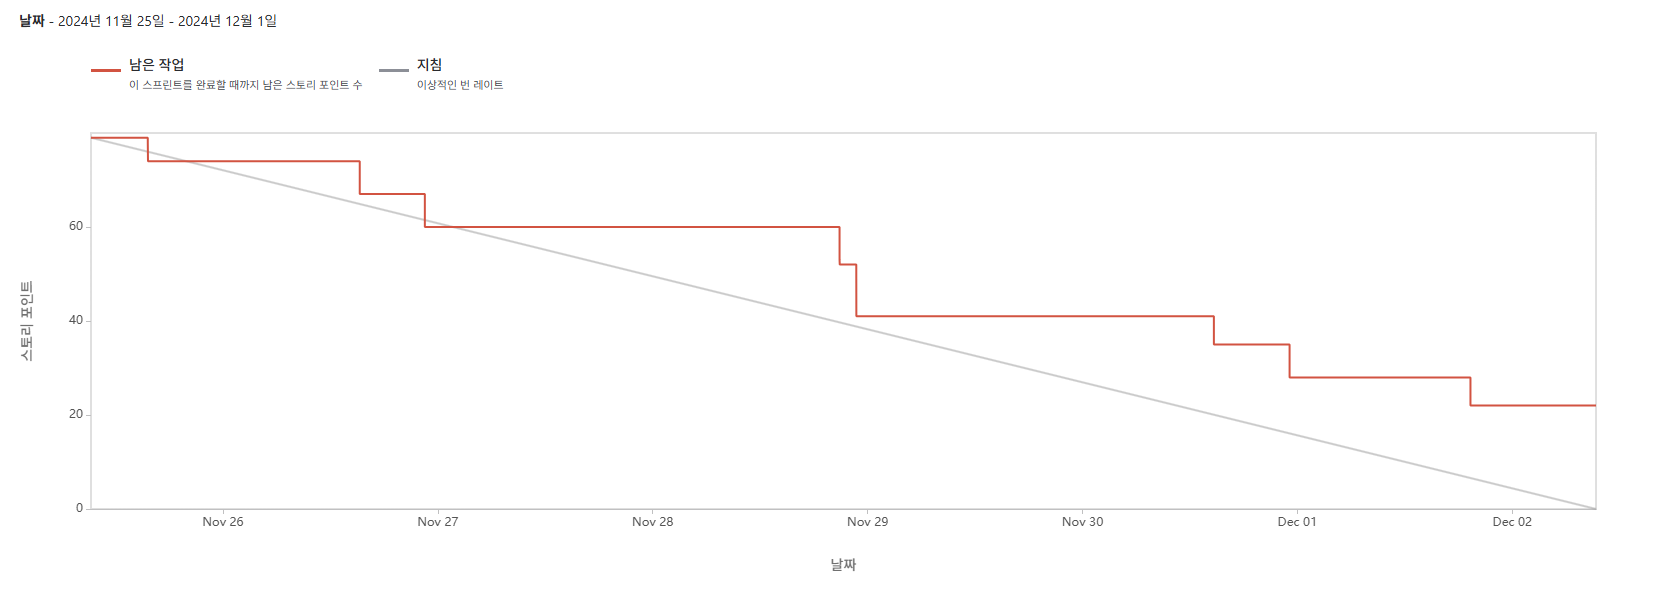 날짜 - 2024년 11월 25일 - 2024년 12월 1일
남은 작업
이 스프린트를 완료할 때까지 남은 스토리 포인트 수
지침
이상적인 번 레이트
스토리 포인트
60
40
20
0
Nov 26
Nov 27
Nov 28
Nov 29
Nov 30
Dec 01
Dec 02
날짜